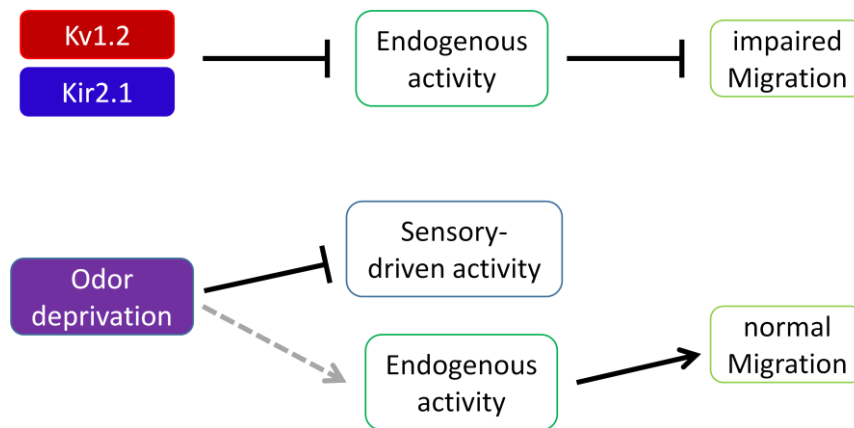 Kv1.2
Kir2.1
Endogenous
activity
impaired
Migration
Odor
deprivation
Sensory-
driven activity
Endogenous
activity
normal
Migration